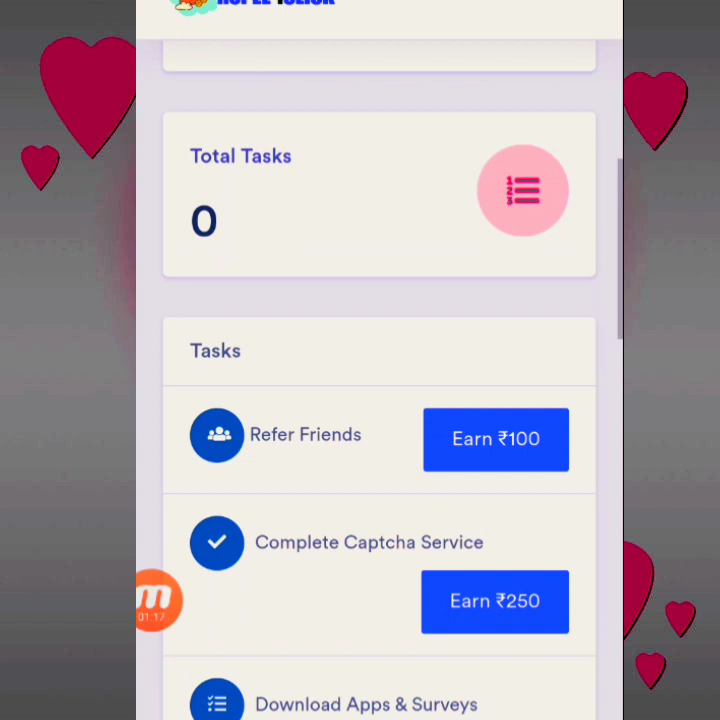 Total Tasks
0
Tasks
Refer Friends
Earn ₹100
Complete Captcha Service
Earn ₹250
01:17
Download Apps & Surveys